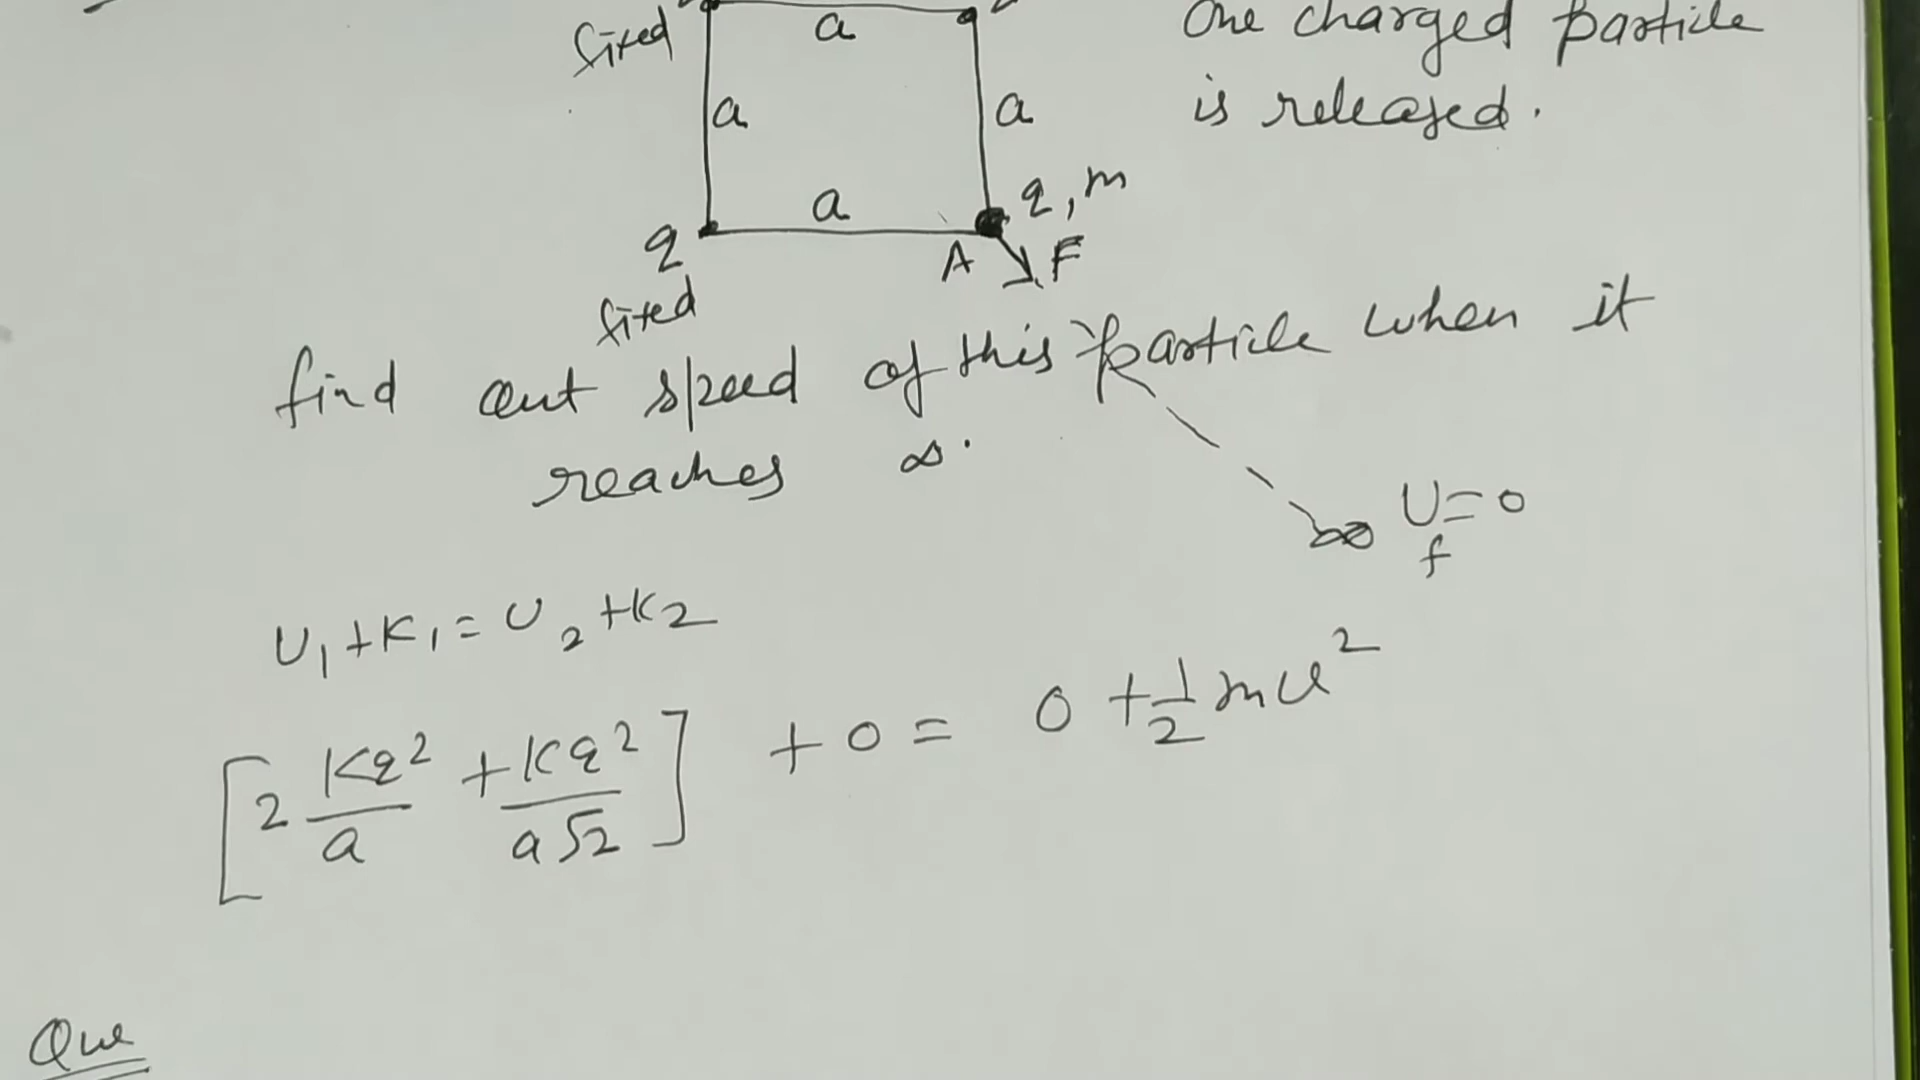 One charged particle
fixed a
a a is released.
a q, m
q A F
fixed
find out speed of this particle when it
reaches ∞.
∞ U_f = 0
U₁ + K₁ = U₂ + K₂
[2 Kq²/a + Kq²/a√2] + 0 = 0 + 1/2 mv²
Que